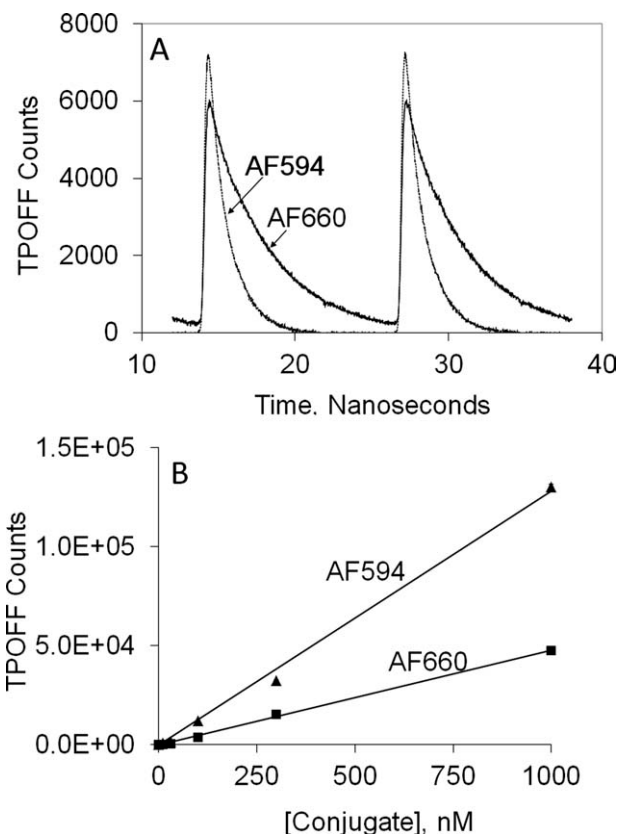 A
8000
6000
4000
2000
0
TPOFF Counts
AF594
AF660
10 20 30 40
Time. Nanoseconds
B
1.5E+05
1.0E+05
5.0E+04
0.0E+00
TPOFF Counts
AF594
AF660
0 250 500 750 1000
[Conjugate], nM